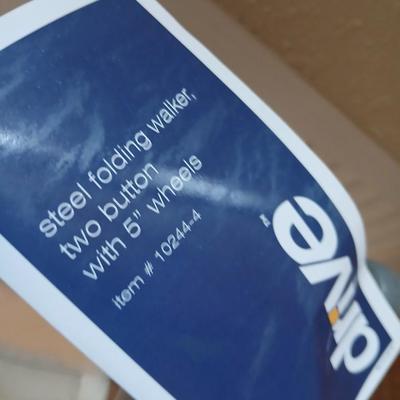 steel folding walker,
two button
with 5" wheels
item # 10244-4
drive